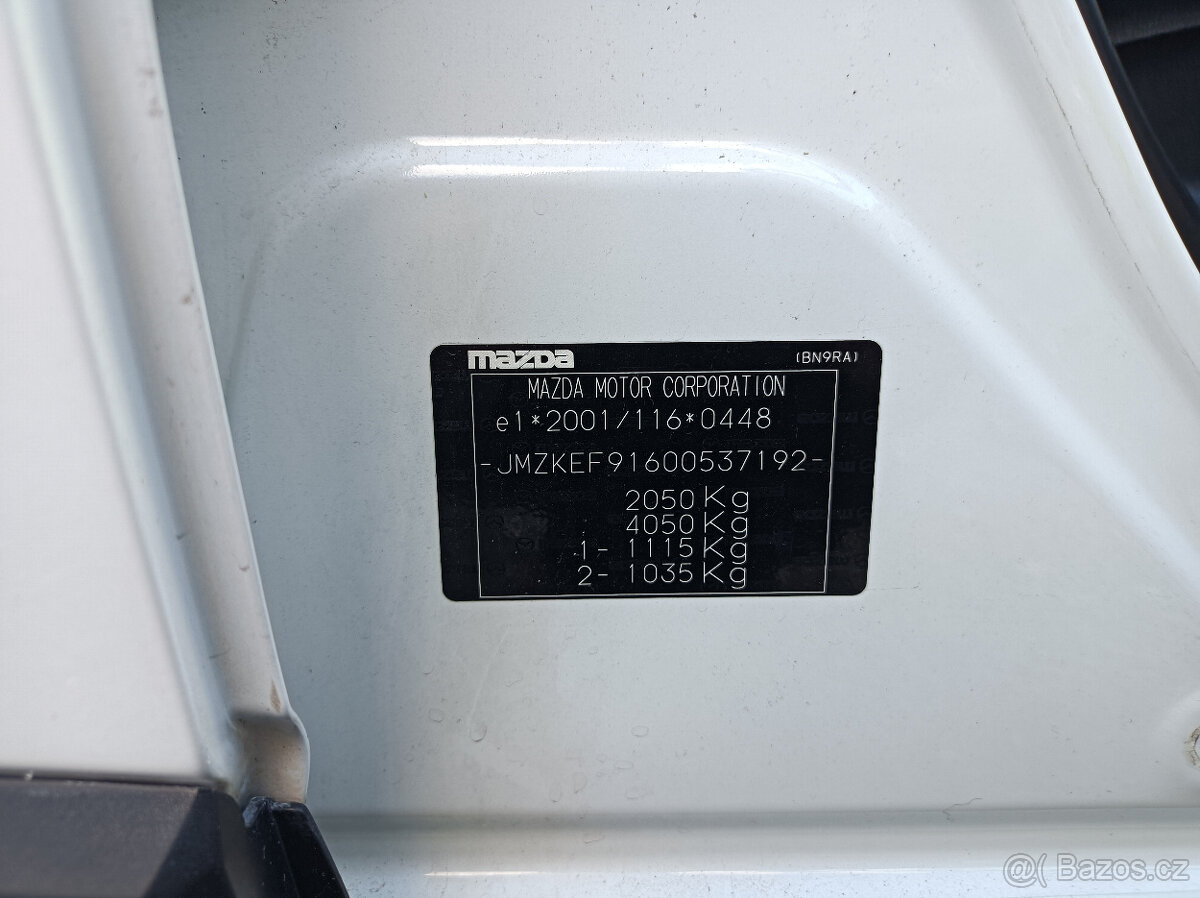 mazda (BN9RA)
MAZDA MOTOR CORPORATION
e1*2001/116*0448
-JMZKEF91600537192-
2050 Kg
4050 Kg
1- 1115 Kg
2- 1035 Kg
@( Bazos.cz